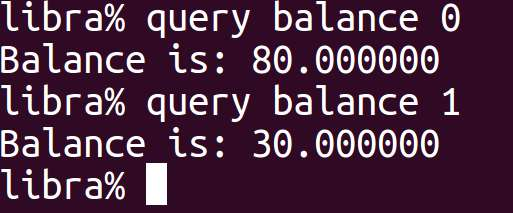 libra% query balance 0
Balance is: 80.000000
libra% query balance 1
Balance is: 30.000000
libra%